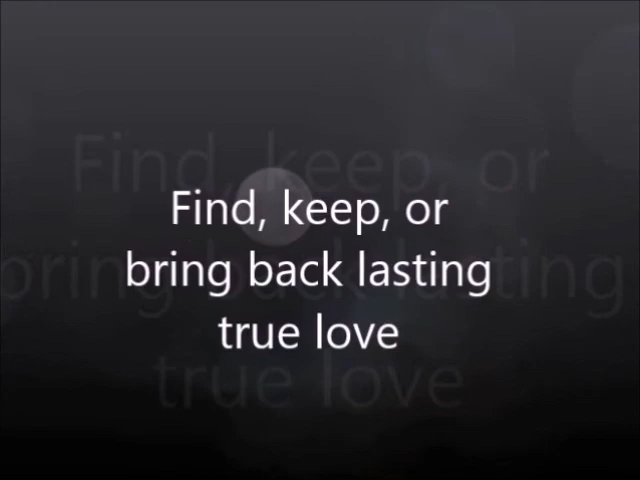 Find, keep, or
bring back lasting
true love